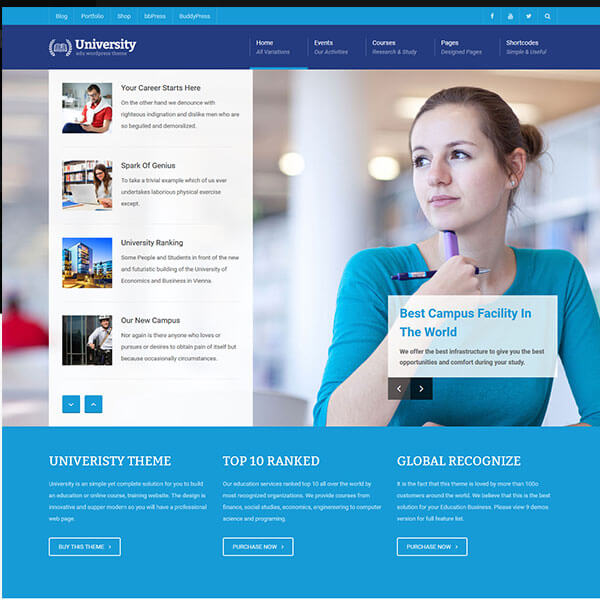 Blog Portfolio Shop bbPress BuddyPress
University
edu wordpress theme
Home Events Courses Pages Shortcodes
All Variations Our Activities Research & Study Designed Pages Simple & Useful
Your Career Starts Here
On the other hand we denounce with
righteous indignation and dislike men who are
so beguiled and demoralized.
Spark Of Genius
To take a trivial example which of us ever
undertakes laborious physical exercise
except.
University Ranking
Some People and Students in front of the new
and futuristic building of the University of
Economics and Business in Vienna.
Our New Campus
Nor again is there anyone who loves or
pursues or desires to obtain pain of itself but
because occasionally circumstances.
Best Campus Facility In
The World
We offer the best infrastructure to give you the best
opportunities and comfort during your study.
UNIVERISTY THEME
University is an simple yet complete solution for you to build
an education or online course, training website. The design is
innovative and supper modern so you will have a professional
web page.
BUY THIS THEME
TOP 10 RANKED
Our education services ranked top 10 all over the world by
most recognized organizations. We provide courses from
finance, social studies, economics, engineneering to computer
science and programing.
PURCHASE NOW
GLOBAL RECOGNIZE
It is the fact that this theme is loved by more than 100o
customers around the world. We believe that this is the best
solution for your Education Business. Please view 9 demos
version for full feature list.
PURCHASE NOW